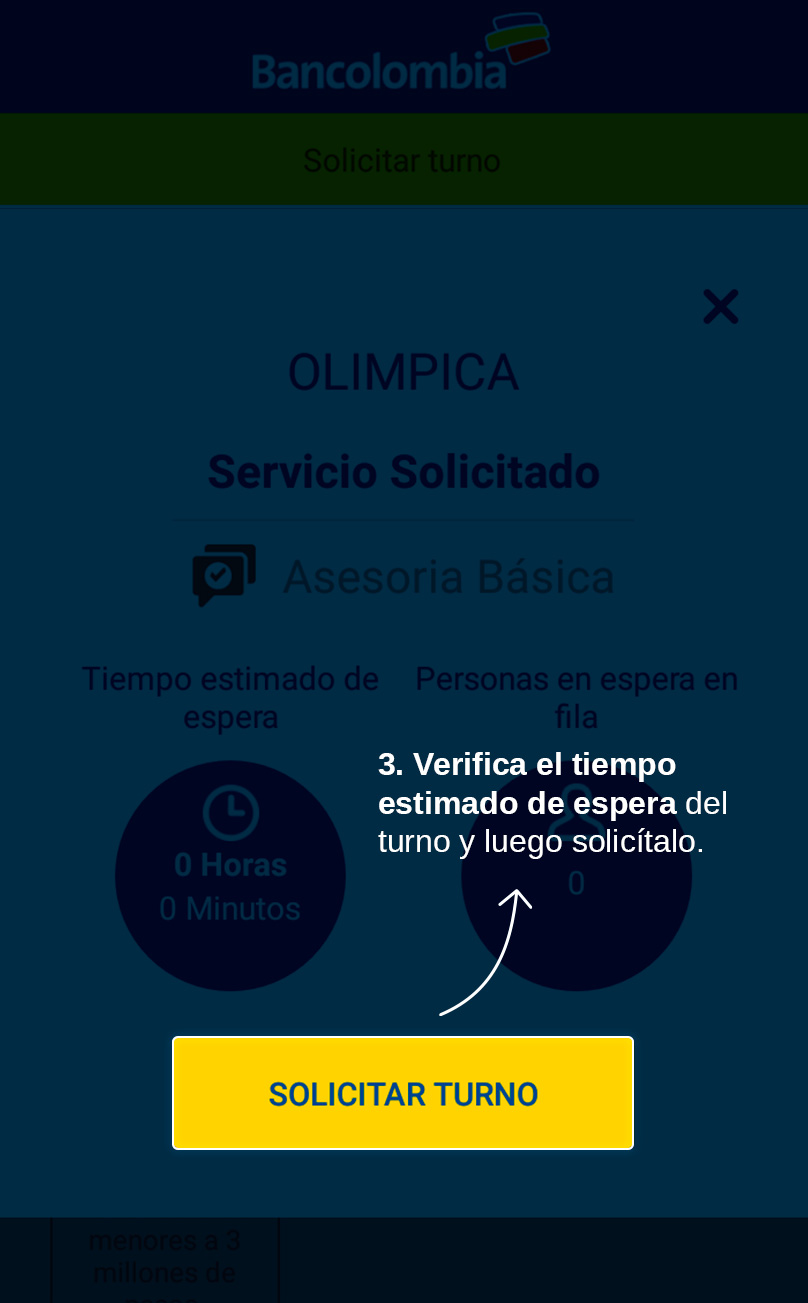 Bancolombia
Solicitar turno
OLIMPICA
Servicio Solicitado
Asesoria Básica
Tiempo estimado de
espera
Personas en espera en
fila
0 Horas
0 Minutos
0
3. Verifica el tiempo
estimado de espera del
turno y luego solicítalo.
SOLICITAR TURNO
menores a 3
millones de